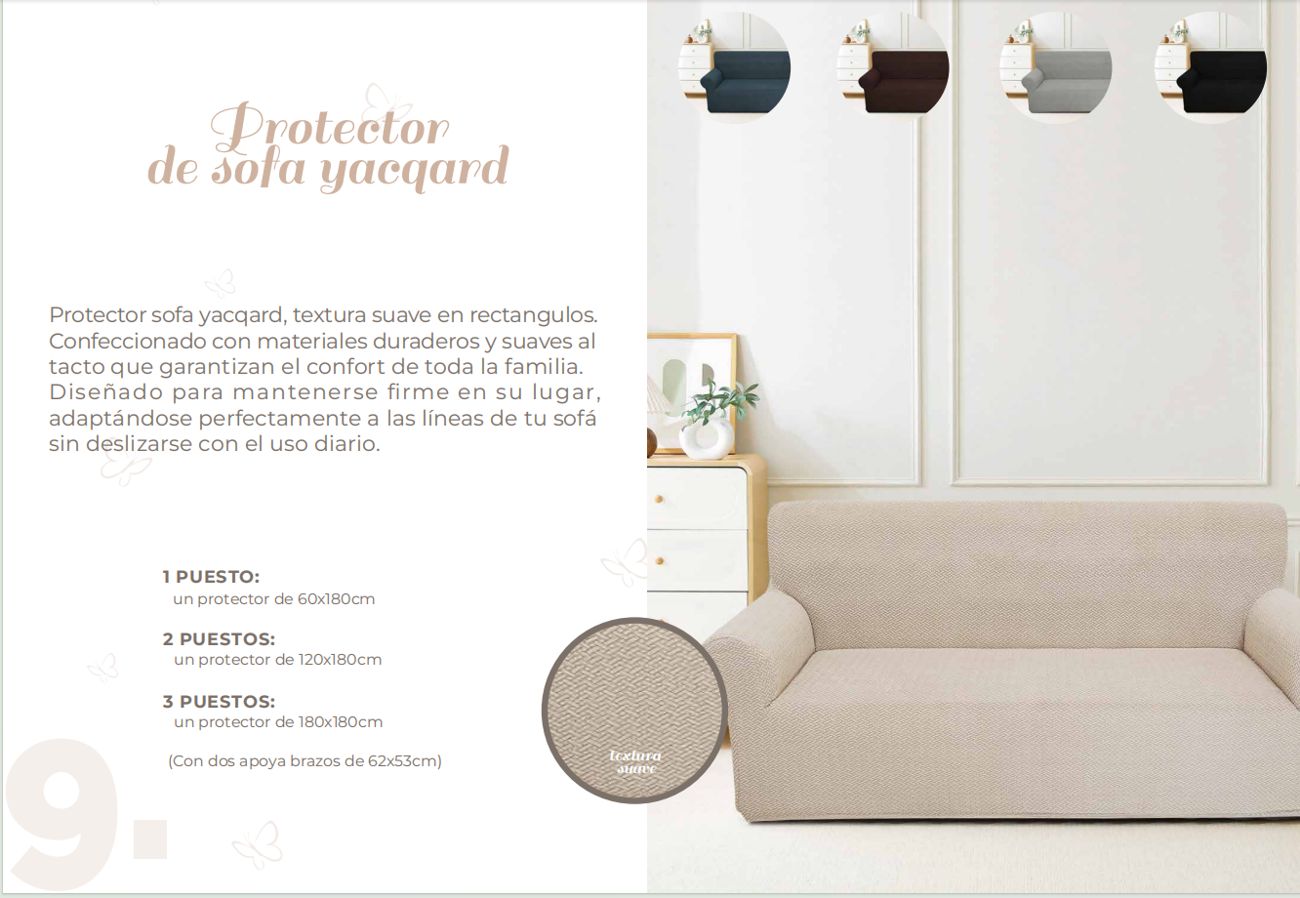 Protector
de sofa yacqard
Protector sofa yacqard, textura suave en rectangulos.
Confeccionado con materiales duraderos y suaves al
tacto que garantizan el confort de toda la familia.
Diseñado para mantenerse firme en su lugar,
adaptándose perfectamente a las líneas de tu sofá
sin deslizarse con el uso diario.
1 PUESTO:
un protector de 60x180cm
2 PUESTOS:
un protector de 120x180cm
3 PUESTOS:
un protector de 180x180cm
(Con dos apoya brazos de 62x53cm)
textura
suave
9.